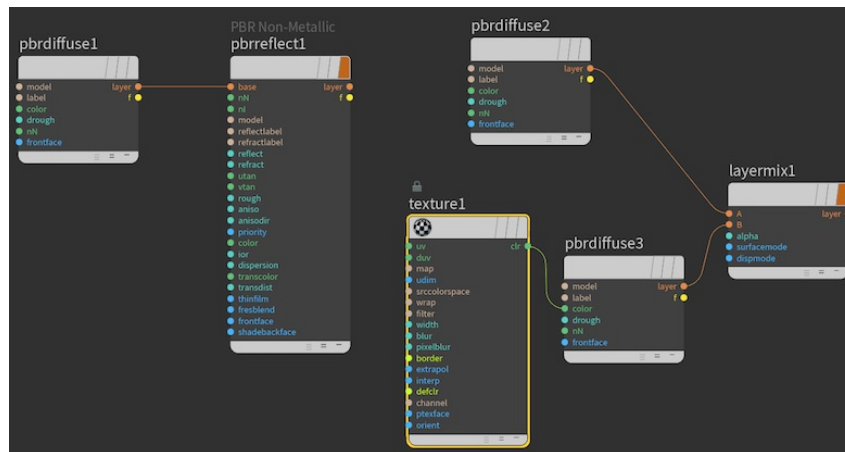 pbrdiffuse1
model
layer
label
f
color
drough
nN
frontface
PBR Non-Metallic
pbrreflect1
base
layer
nN
f
nI
model
reflectlabel
refractlabel
reflect
refract
utan
vtan
rough
aniso
anisodir
priority
color
ior
dispersion
transcolor
transdist
thinfilm
fresblend
frontface
shadebackface
pbrdiffuse2
model
layer
label
f
color
drough
nN
frontface
texture1
uv
clr
duv
map
udim
srccolorspace
wrap
filter
width
blur
pixelblur
border
extrapol
interp
defclr
channel
ptexface
orient
pbrdiffuse3
model
layer
label
f
color
drough
nN
frontface
layermix1
A
layer
B
alpha
surfacemode
dispmode